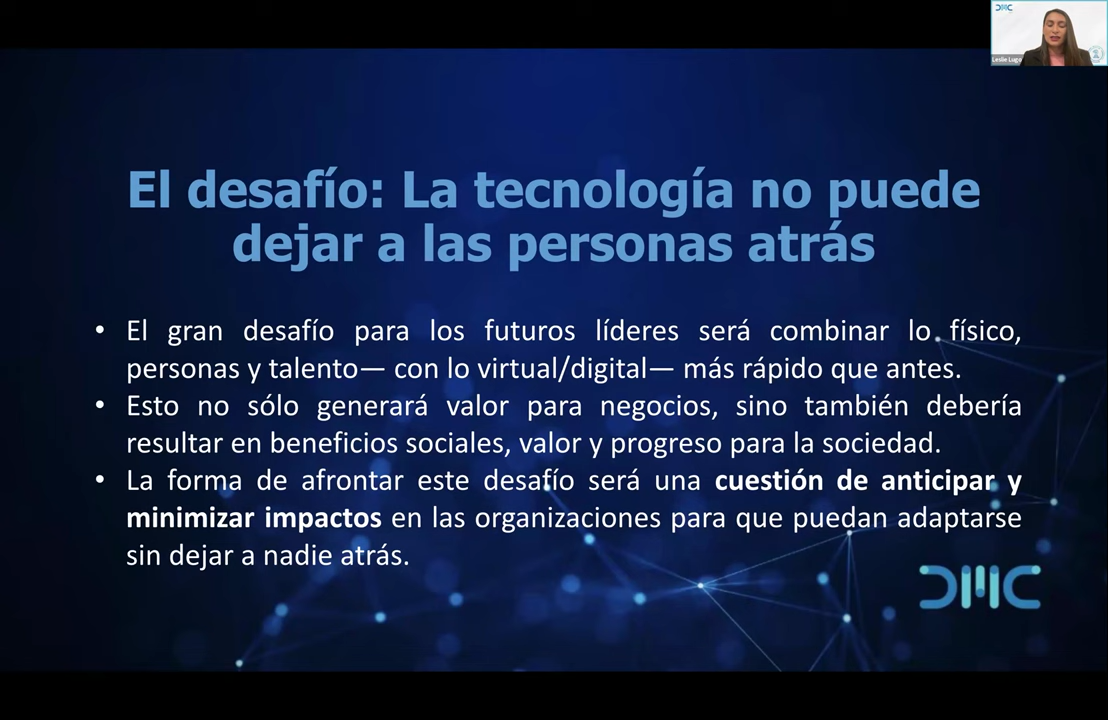 DMC
Leslie Lugo
El desafío: La tecnología no puede
dejar a las personas atrás
• El gran desafío para los futuros líderes será combinar lo físico,
personas y talento— con lo virtual/digital— más rápido que antes.
• Esto no sólo generará valor para negocios, sino también debería
resultar en beneficios sociales, valor y progreso para la sociedad.
• La forma de afrontar este desafío será una cuestión de anticipar y
minimizar impactos en las organizaciones para que puedan adaptarse
sin dejar a nadie atrás.
DMC